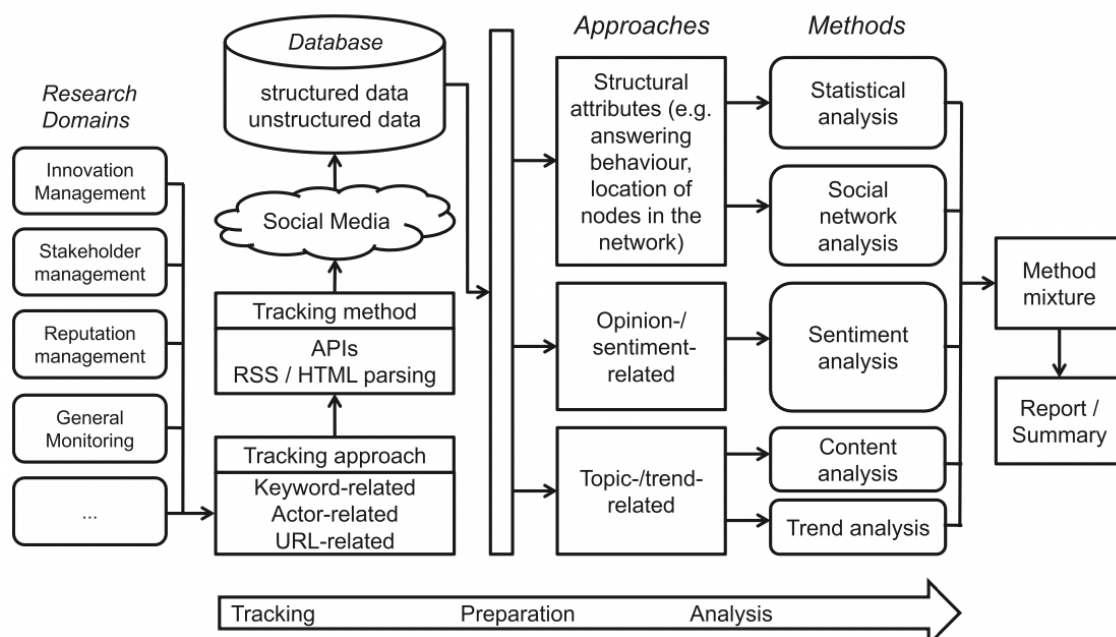 Research
Domains
Innovation
Management
Stakeholder
management
Reputation
management
General
Monitoring
...
Database
structured data
unstructured data
Social Media
Tracking method
APIs
RSS / HTML parsing
Tracking approach
Keyword-related
Actor-related
URL-related
Approaches
Structural
attributes (e.g.
answering
behaviour,
location of
nodes in the
network)
Opinion-/
sentiment-
related
Topic-/trend-
related
Methods
Statistical
analysis
Social
network
analysis
Sentiment
analysis
Content
analysis
Trend analysis
Method
mixture
Report /
Summary
Tracking
Preparation
Analysis